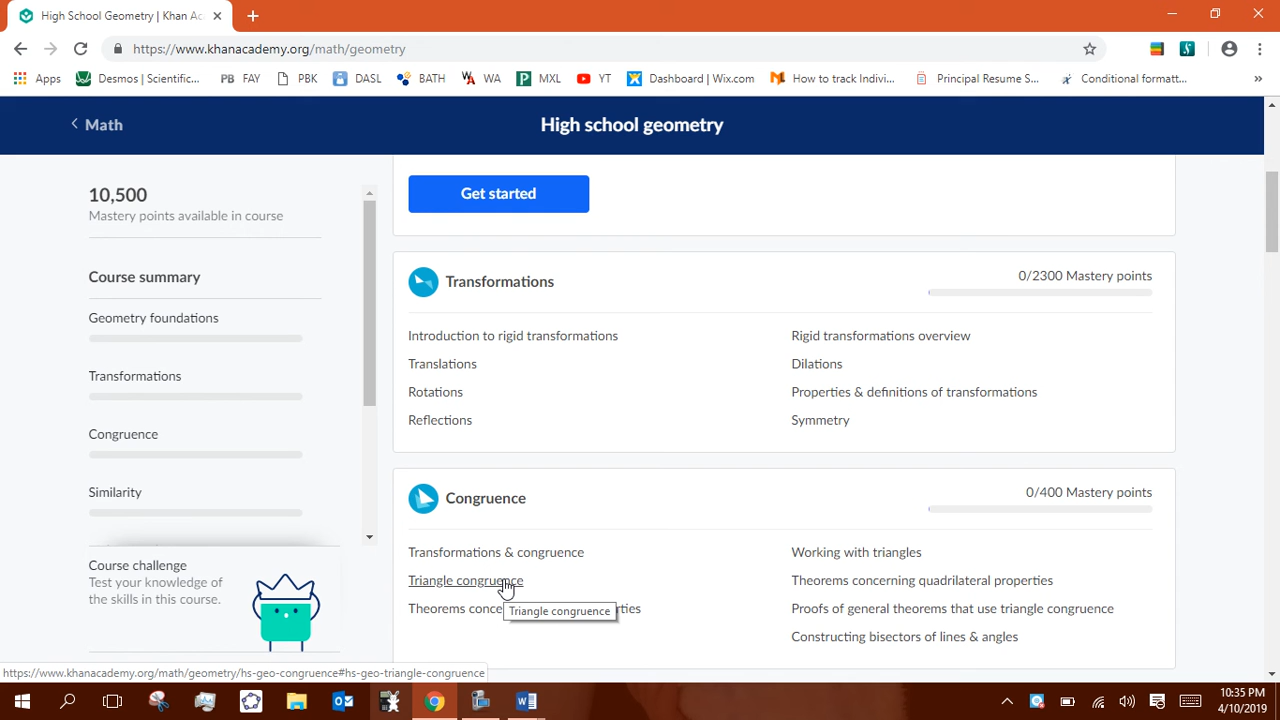 High School Geometry | Khan Ac
https://www.khanacademy.org/math/geometry
Apps Desmos | Scientific... PB FAY PBK DASL BATH WA MXL YT Dashboard | Wix.com How to track Indivi... Principal Resume S... Conditional formatt... »
Math
High school geometry
10,500
Mastery points available in course
Course summary
Geometry foundations
Transformations
Congruence
Similarity
Course challenge
Test your knowledge of
the skills in this course.
Get started
Transformations
0/2300 Mastery points
Introduction to rigid transformations
Rigid transformations overview
Translations
Dilations
Rotations
Properties & definitions of transformations
Reflections
Symmetry
Congruence
0/400 Mastery points
Transformations & congruence
Working with triangles
Triangle congruence
Theorems concerning quadrilateral properties
Theorems conce
Triangle congruence
ties
Proofs of general theorems that use triangle congruence
Constructing bisectors of lines & angles
https://www.khanacademy.org/math/geometry/hs-geo-congruence#hs-geo-triangle-congruence
10:35 PM
4/10/2019